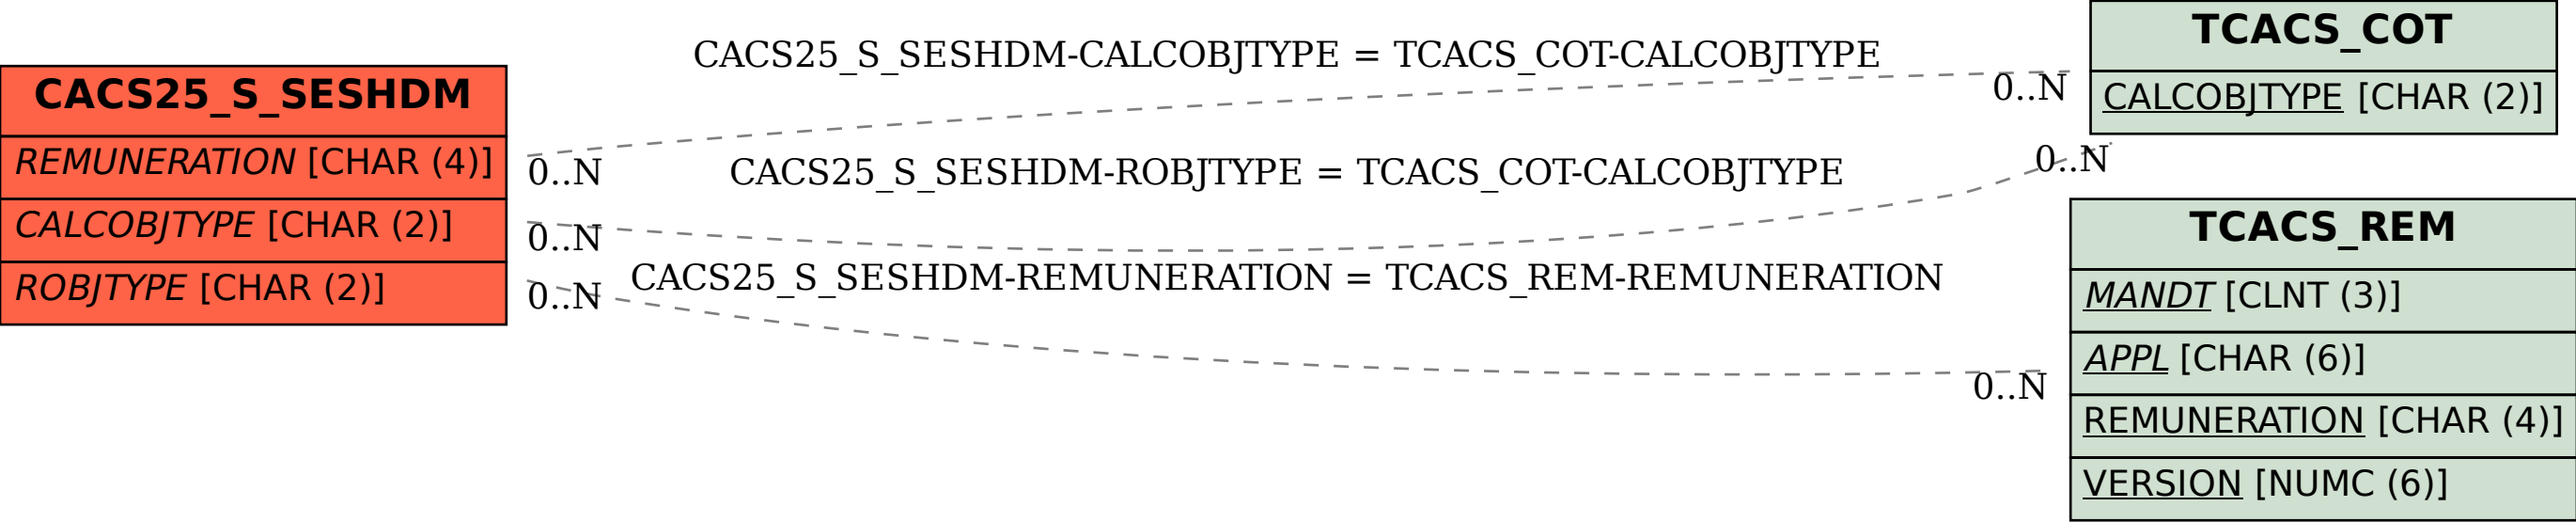 CACS25_S_SESHDM
REMUNERATION [CHAR (4)]
CALCOBJTYPE [CHAR (2)]
ROBJTYPE [CHAR (2)]
CACS25_S_SESHDM-CALCOBJTYPE = TCACS_COT-CALCOBJTYPE
0..N
0..N
CACS25_S_SESHDM-ROBJTYPE = TCACS_COT-CALCOBJTYPE
0..N
0..N
CACS25_S_SESHDM-REMUNERATION = TCACS_REM-REMUNERATION
0..N
0..N
TCACS_COT
CALCOBJTYPE [CHAR (2)]
TCACS_REM
MANDT [CLNT (3)]
APPL [CHAR (6)]
REMUNERATION [CHAR (4)]
VERSION [NUMC (6)]